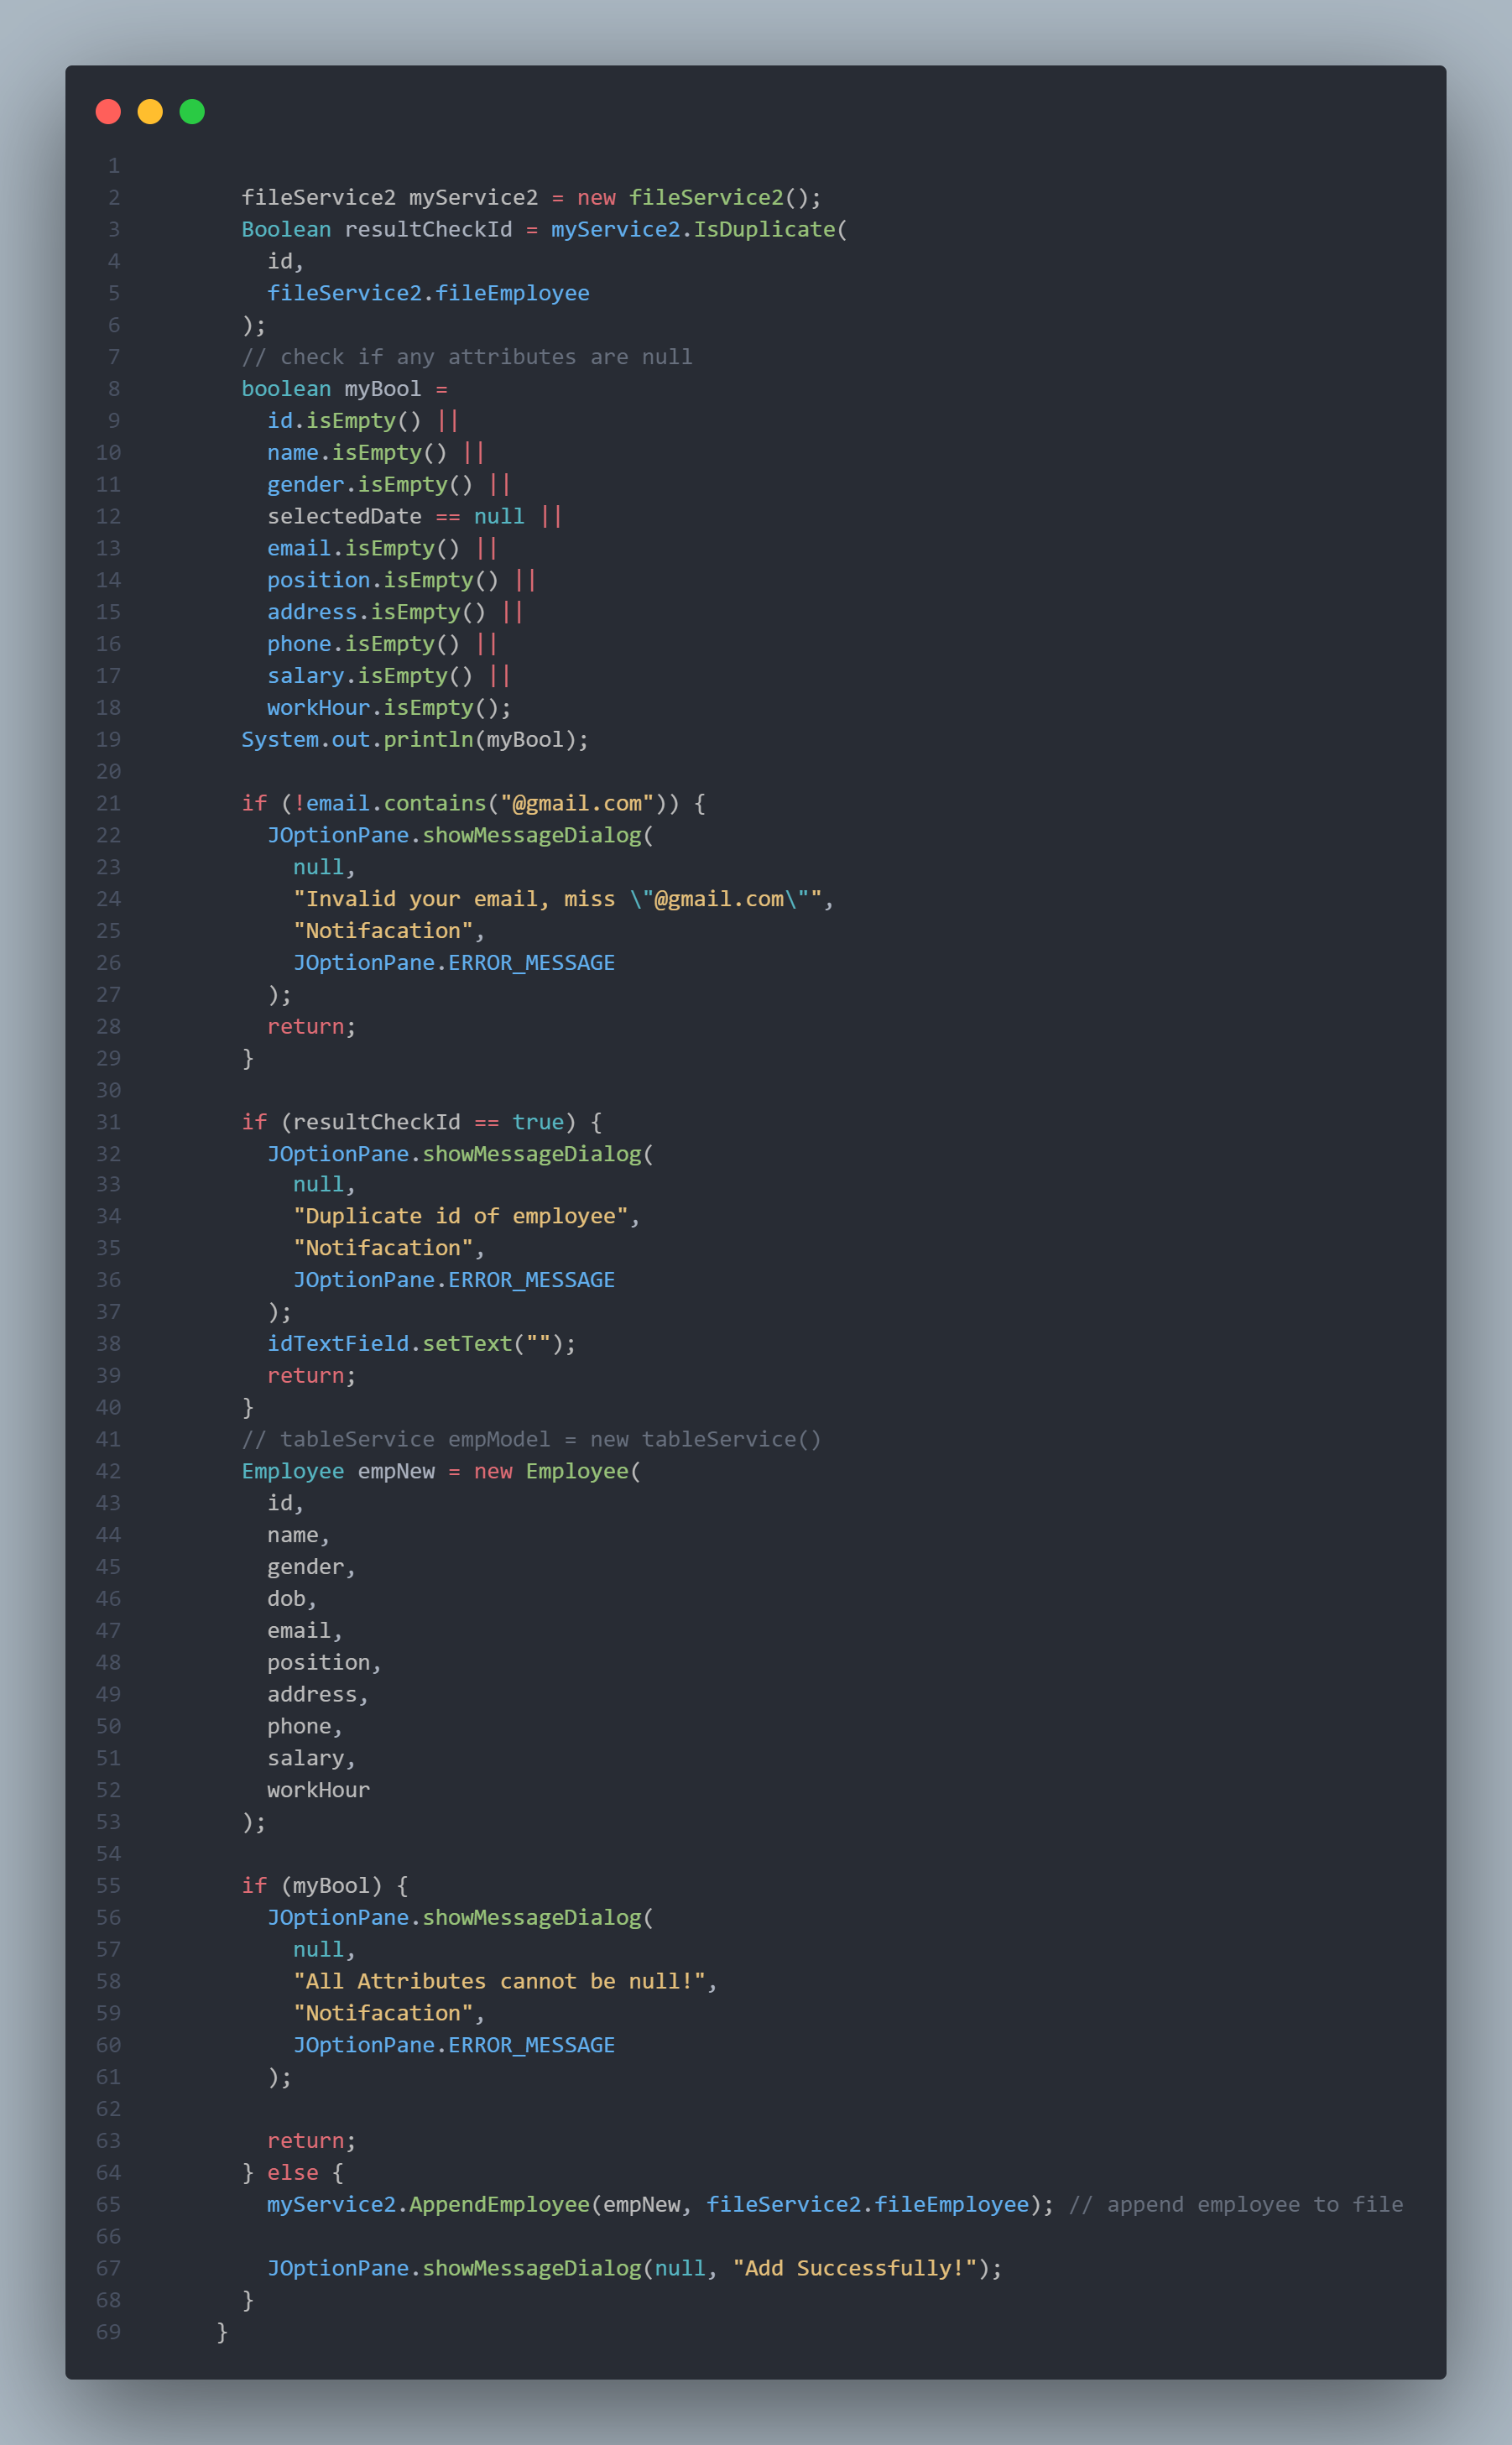 1
2 fileService2 myService2 = new fileService2();
3 Boolean resultCheckId = myService2.IsDuplicate(
4 id,
5 fileService2.fileEmployee
6 );
7 // check if any attributes are null
8 boolean myBool =
9 id.isEmpty() ||
10 name.isEmpty() ||
11 gender.isEmpty() ||
12 selectedDate == null ||
13 email.isEmpty() ||
14 position.isEmpty() ||
15 address.isEmpty() ||
16 phone.isEmpty() ||
17 salary.isEmpty() ||
18 workHour.isEmpty();
19 System.out.println(myBool);
20
21 if (!email.contains("@gmail.com")) {
22 JOptionPane.showMessageDialog(
23 null,
24 "Invalid your email, miss \"@gmail.com\"",
25 "Notifacation",
26 JOptionPane.ERROR_MESSAGE
27 );
28 return;
29 }
30
31 if (resultCheckId == true) {
32 JOptionPane.showMessageDialog(
33 null,
34 "Duplicate id of employee",
35 "Notifacation",
36 JOptionPane.ERROR_MESSAGE
37 );
38 idTextField.setText("");
39 return;
40 }
41 // tableService empModel = new tableService()
42 Employee empNew = new Employee(
43 id,
44 name,
45 gender,
46 dob,
47 email,
48 position,
49 address,
50 phone,
51 salary,
52 workHour
53 );
54
55 if (myBool) {
56 JOptionPane.showMessageDialog(
57 null,
58 "All Attributes cannot be null!",
59 "Notifacation",
60 JOptionPane.ERROR_MESSAGE
61 );
62
63 return;
64 } else {
65 myService2.AppendEmployee(empNew, fileService2.fileEmployee); // append employee to file
66
67 JOptionPane.showMessageDialog(null, "Add Successfully!");
68 }
69 }